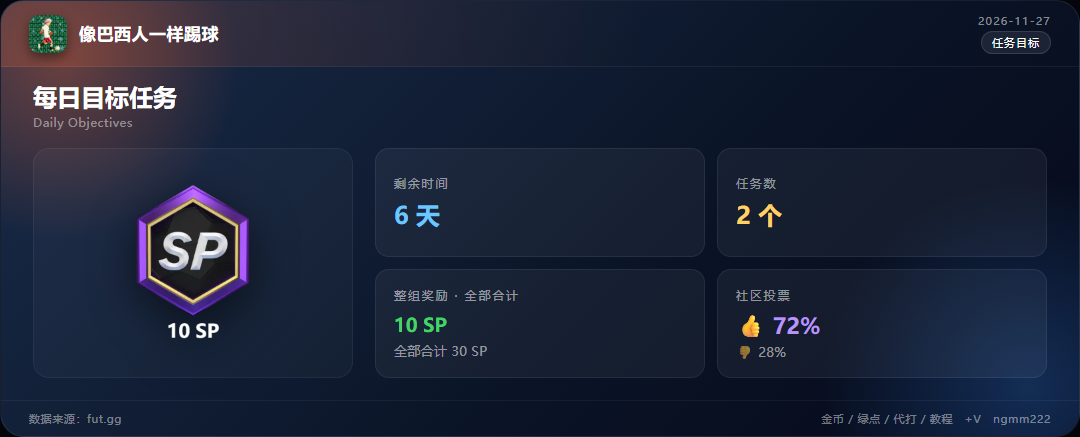 像巴西人一样踢球
2026-11-27
任务目标
每日目标任务
Daily Objectives
SP
10 SP
剩余时间
6 天
任务数
2 个
整组奖励 · 全部合计
10 SP
全部合计 30 SP
社区投票
👍 72%
👎 28%
数据来源：fut.gg
金币 / 绿点 / 代打 / 教程 +V ngmm222